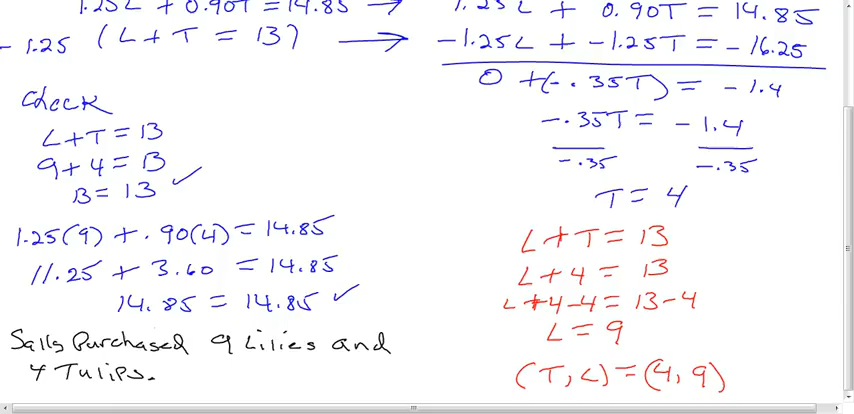 1.25L + 0.90T = 14.85 →
-1.25 (L+T = 13) →
1.25L + 0.90T = 14.85
-1.25L + -1.25T = -16.25
0 + (-.35T) = -1.4
-.35T = -1.4
-.35 -.35
T = 4
Check
L+T = 13
9+4 = 13
13 = 13 ✓
1.25(9) + .90(4) = 14.85
11.25 + 3.60 = 14.85
14.85 = 14.85 ✓
Sally Purchased 9 Lilies and
4 Tulips.
L+T = 13
L+4 = 13
L+4-4 = 13-4
L = 9
(T,L) = (4,9)